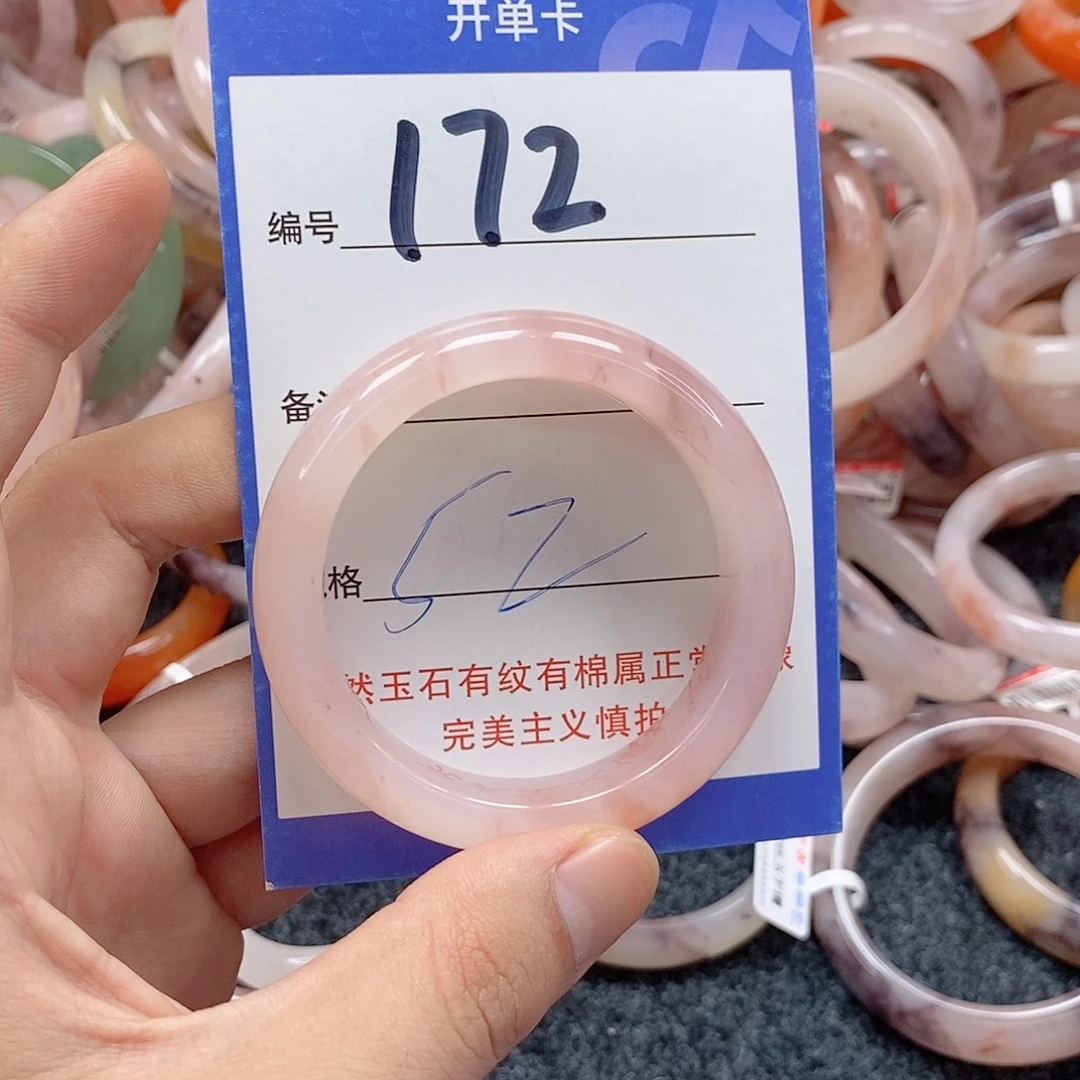 开单卡
编号 172
备
格 52
然玉石有纹有棉属正常
完美主义慎拍